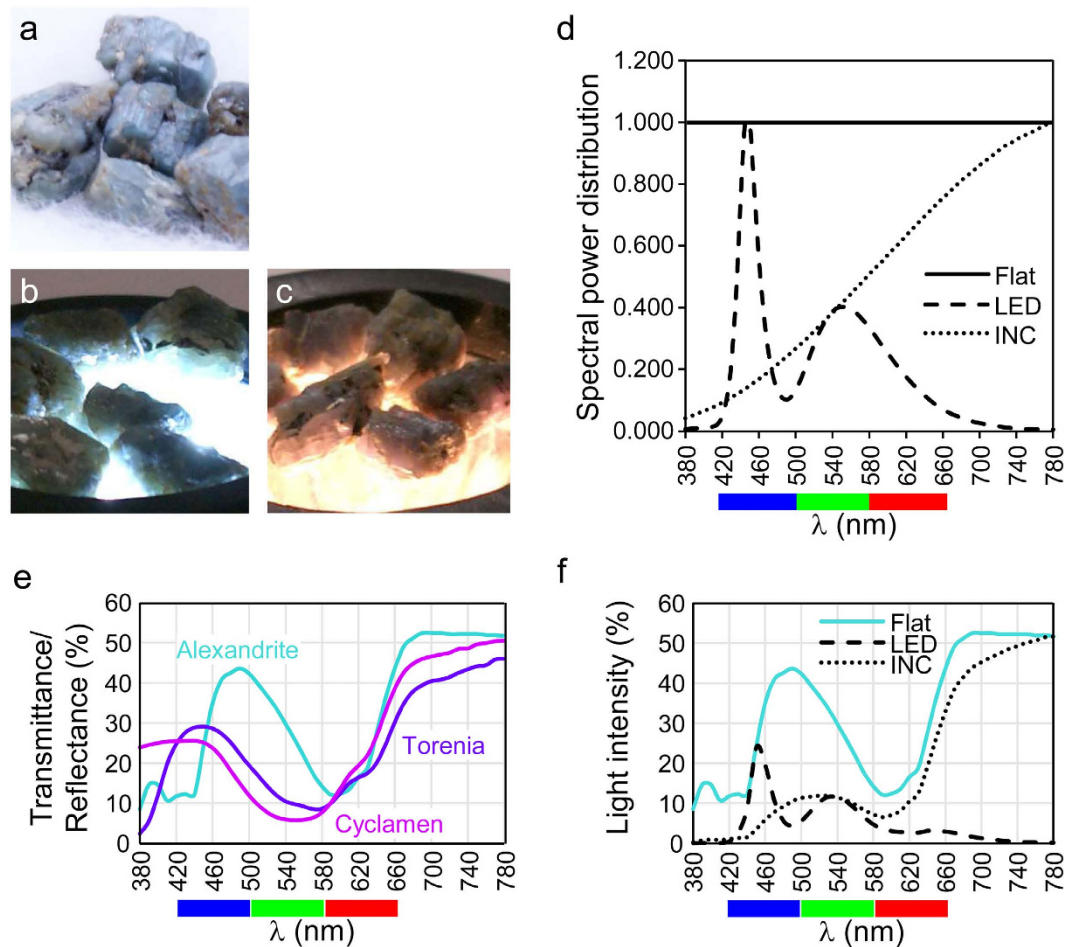 a
b
c
d
Spectral power distribution
1.200
1.000
0.800
0.600
0.400
0.200
0.000
Flat
LED
INC
380
420
460
500
540
580
620
660
700
740
780
λ (nm)
e
Transmittance/
Reflectance (%)
60
50
40
30
20
10
0
Alexandrite
Torenia
Cyclamen
380
420
460
500
540
580
620
660
700
740
780
λ (nm)
f
Light intensity (%)
60
50
40
30
20
10
0
Flat
LED
INC
380
420
460
500
540
580
620
660
700
740
780
λ (nm)